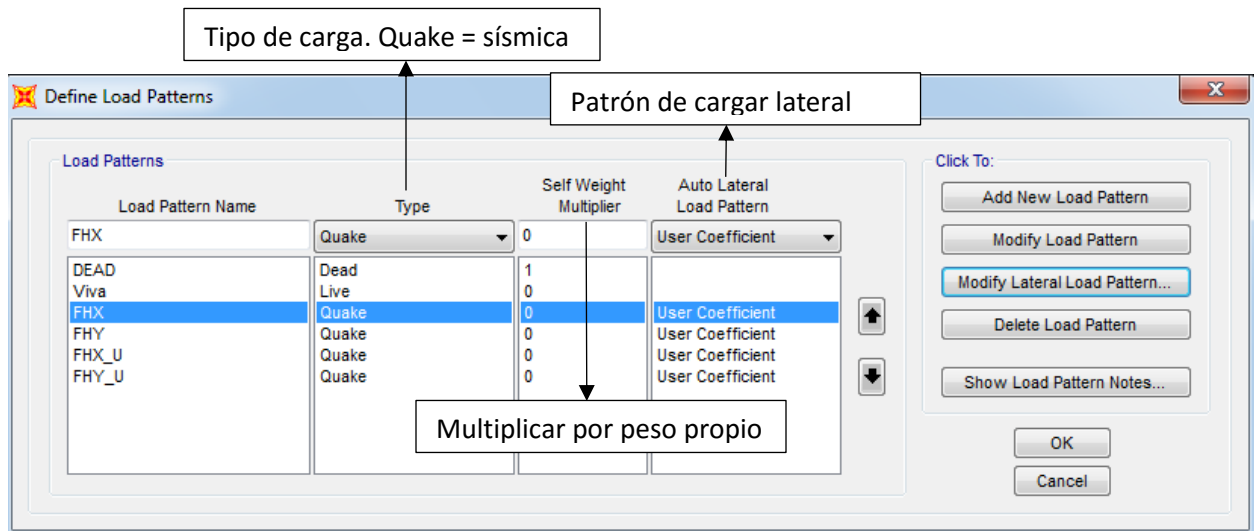 Tipo de carga. Quake = sísmica
Define Load Patterns
Patrón de cargar lateral
Load Patterns
Click To:
Load Pattern Name
Type
Self Weight
Multiplier
Auto Lateral
Load Pattern
FHX
Quake
0
User Coefficient
DEAD Dead 1
Viva Live 0
FHX Quake 0 User Coefficient
FHY Quake 0 User Coefficient
FHX_U Quake 0 User Coefficient
FHY_U Quake 0 User Coefficient
Multiplicar por peso propio
Add New Load Pattern
Modify Load Pattern
Modify Lateral Load Pattern...
Delete Load Pattern
Show Load Pattern Notes...
OK
Cancel